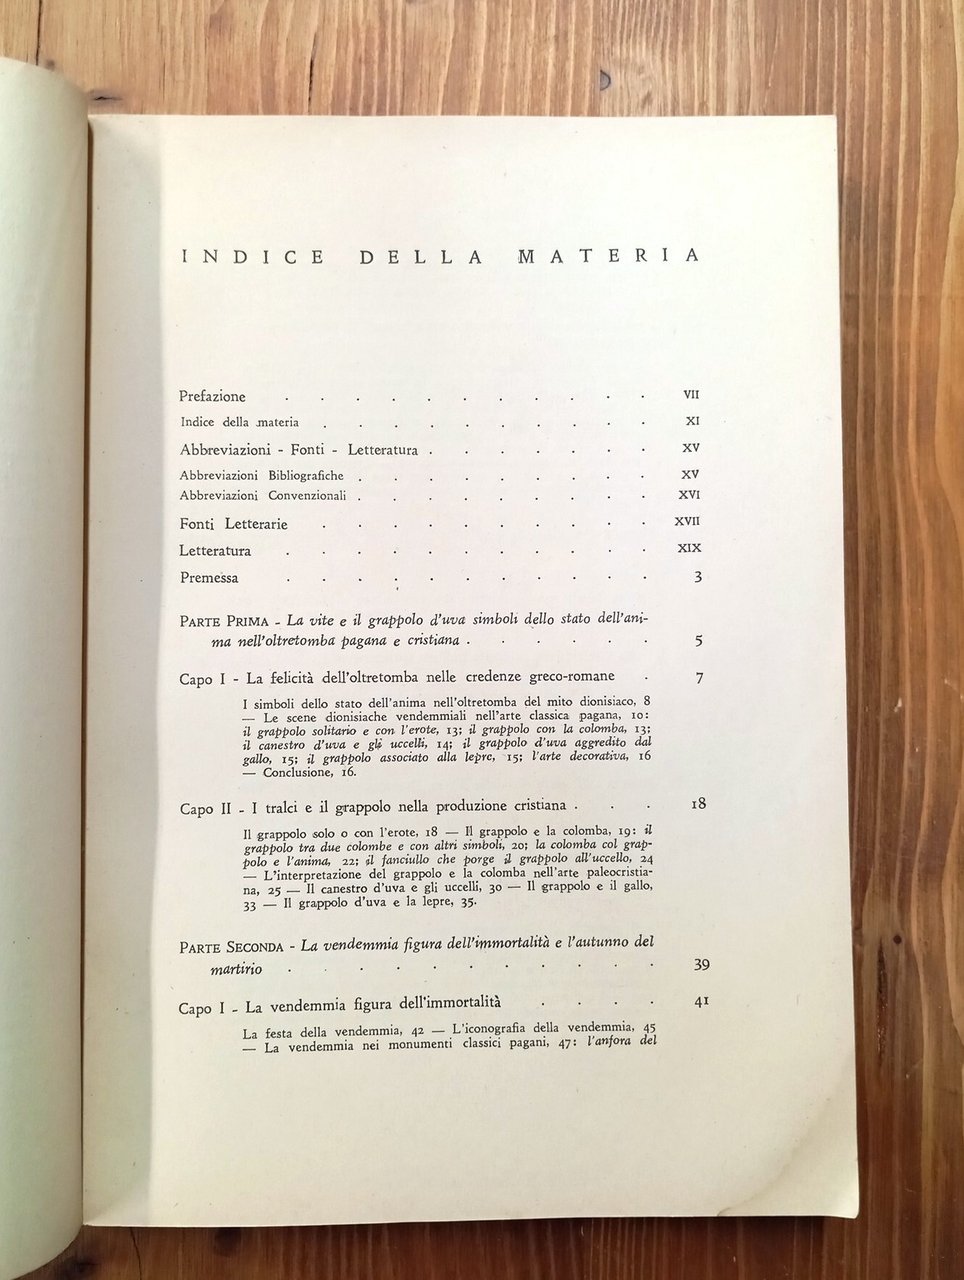 INDICE DELLA MATERIA
Prefazione . . . . . . . . . . . VII
Indice della materia . . . . . . . . . . XI
Abbreviazioni - Fonti - Letteratura . . . . . . . XV
Abbreviazioni Bibliografiche . . . . . . . . . XV
Abbreviazioni Convenzionali . . . . . . . . . XVI
Fonti Letterarie . . . . . . . . . . XVII
Letteratura . . . . . . . . . . . XIX
Premessa . . . . . . . . . . . 3
PARTE PRIMA - La vite e il grappolo d'uva simboli dello stato dell'ani-
ma nell'oltretomba pagana e cristiana . . . . . . 5
Capo I - La felicità dell'oltretomba nelle credenze greco-romane . 7
I simboli dello stato dell'anima nell'oltretomba del mito dionisiaco, 8
— Le scene dionisiache vendemmiali nell'arte classica pagana, 10:
il grappolo solitario e con l'erote, 13; il grappolo con la colomba, 13;
il canestro d'uva e gli uccelli, 14; il grappolo d'uva aggredito dal
gallo, 15; il grappolo associato alla lepre, 15; l'arte decorativa, 16
— Conclusione, 16.
Capo II - I tralci e il grappolo nella produzione cristiana . . . 18
Il grappolo solo o con l'erote, 18 — Il grappolo e la colomba, 19: il
grappolo tra due colombe e con altri simboli, 20; la colomba col grap-
polo e l'anima, 22; il fanciullo che porge il grappolo all'uccello, 24
— L'interpretazione del grappolo e la colomba nell'arte paleocristia-
na, 25 — Il canestro d'uva e gli uccelli, 30 — Il grappolo e il gallo,
33 — Il grappolo d'uva e la lepre, 35.
PARTE SECONDA - La vendemmia figura dell'immortalità e l'autunno del
martirio . . . . . . . . . . . 39
Capo I - La vendemmia figura dell'immortalità . . . . 41
La festa della vendemmia, 42 — L'iconografia della vendemmia, 45
— La vendemmia nei monumenti classici pagani, 47: l'anfora del